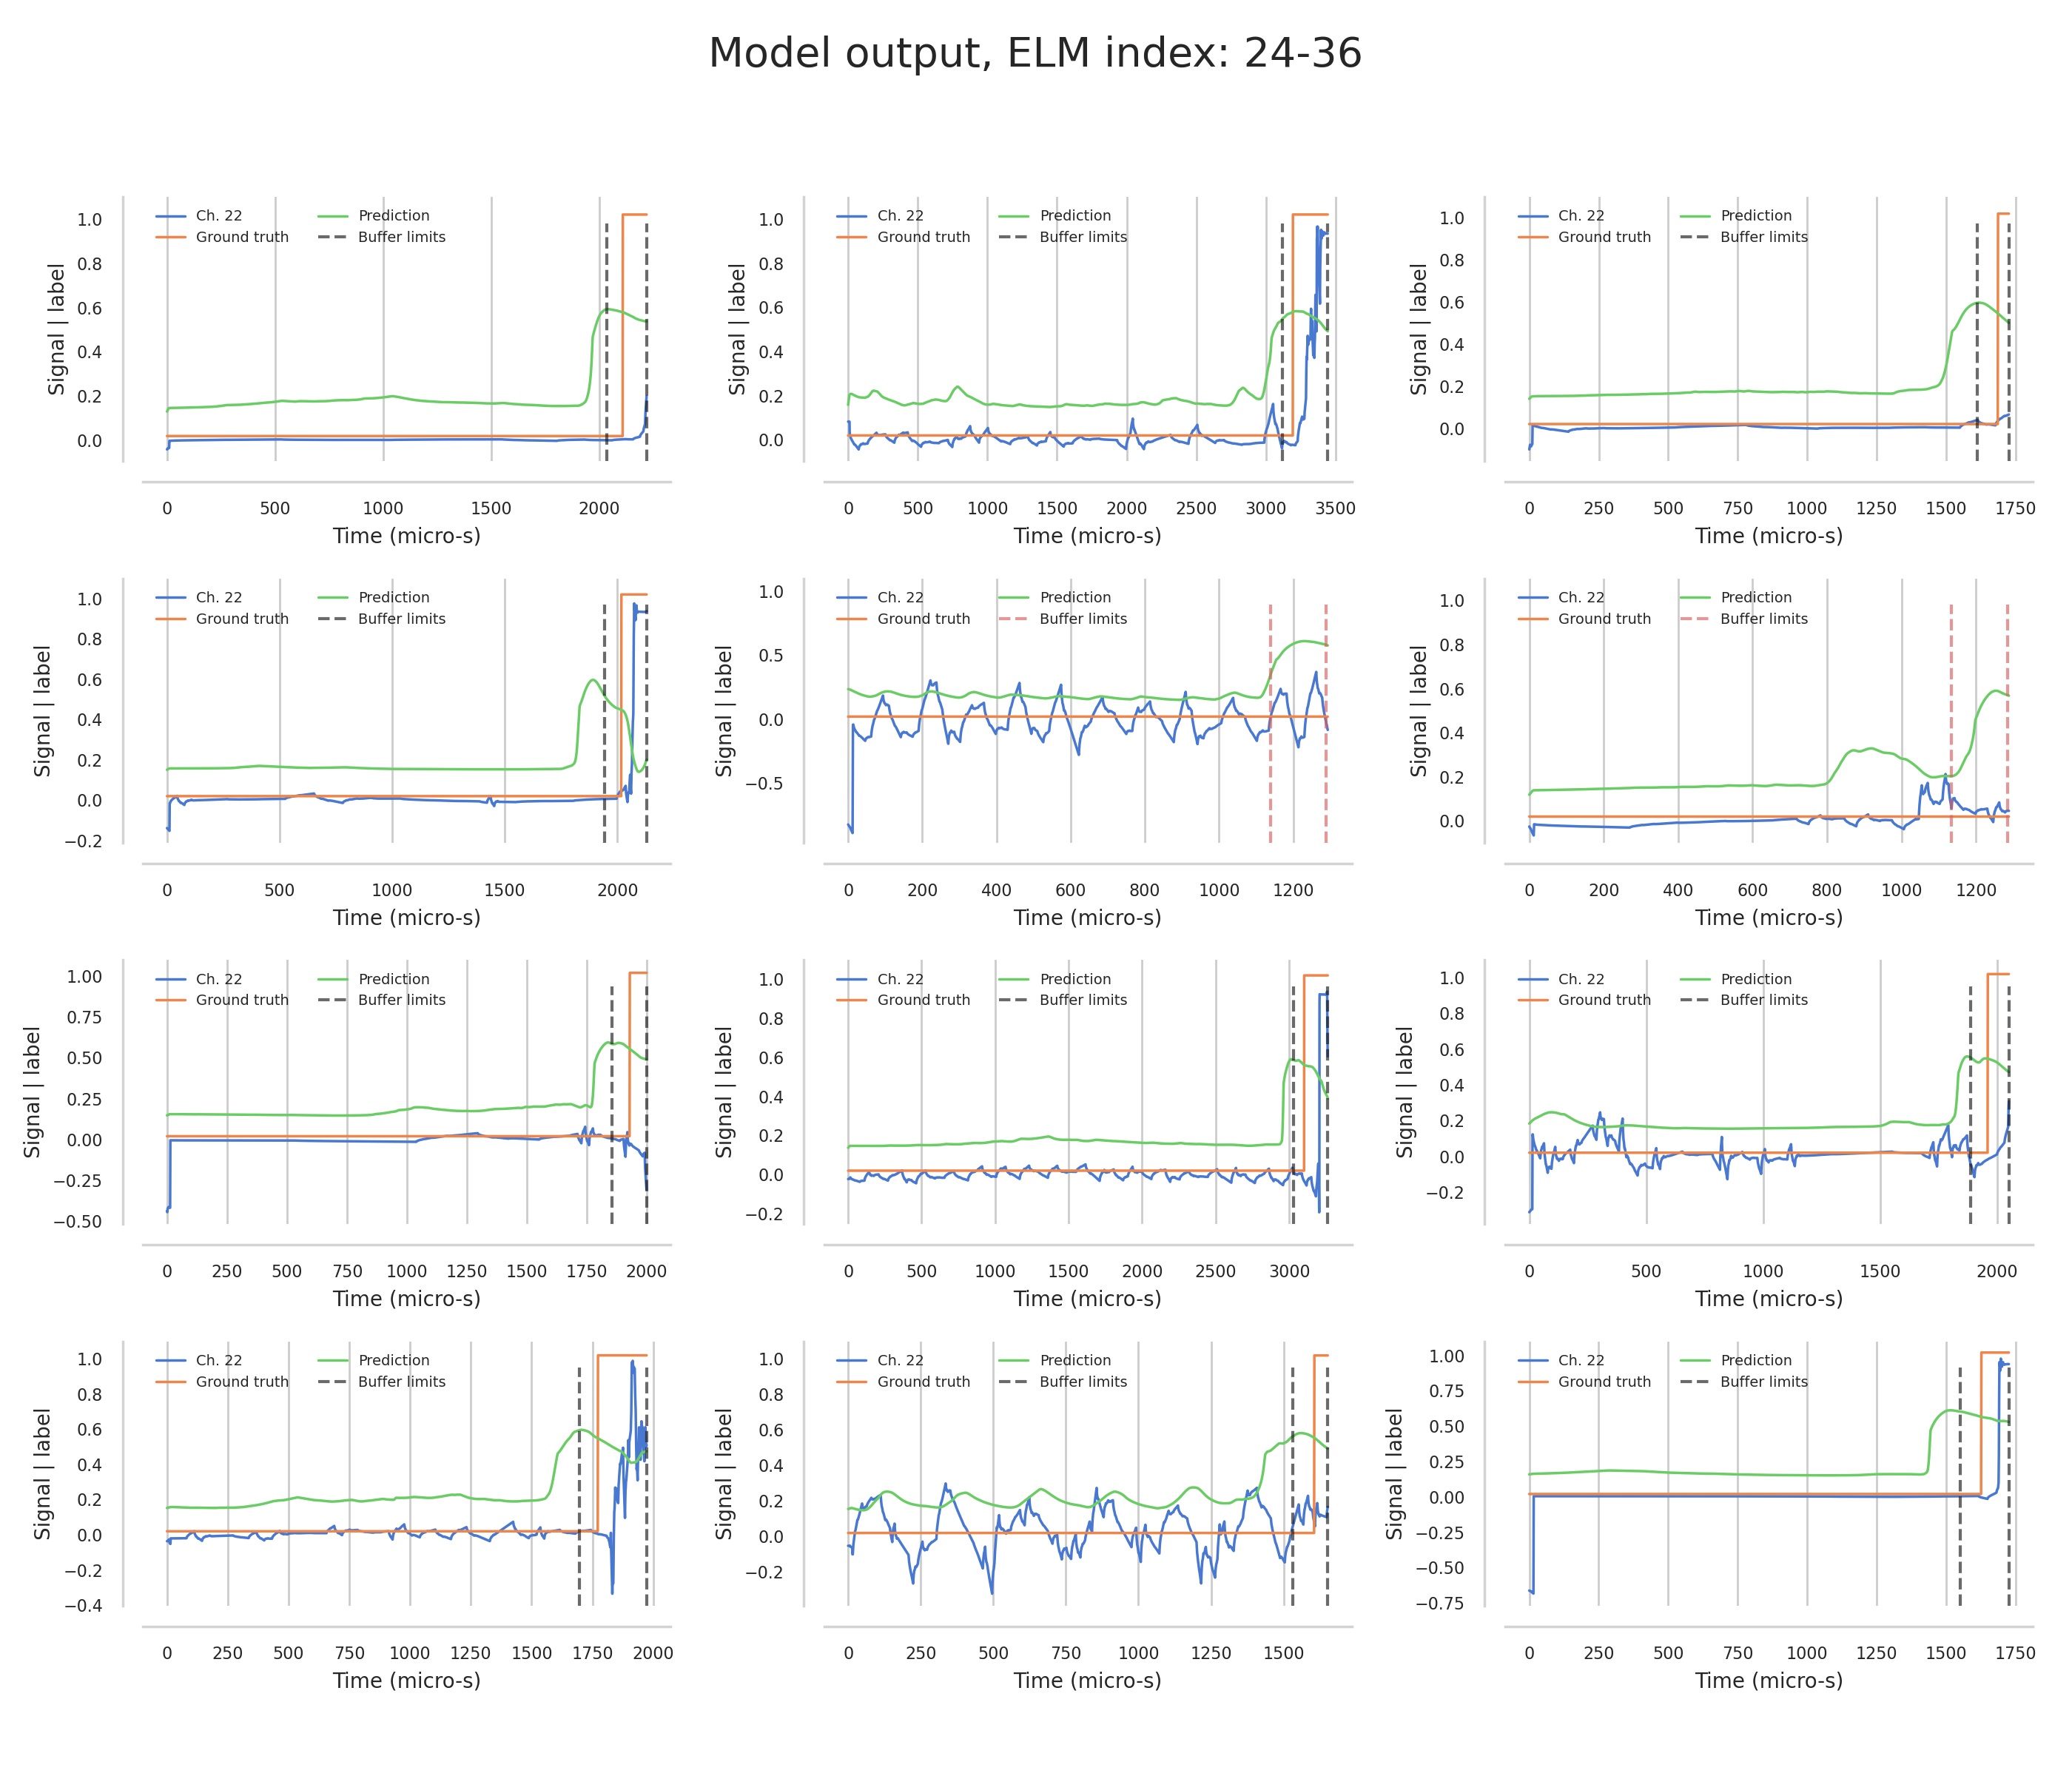 Model output, ELM index: 24-36
Signal | label
1.0
0.8
0.6
0.4
0.2
0.0
Ch. 22
Ground truth
Prediction
Buffer limits
0 500 1000 1500 2000
Time (micro-s)
Signal | label
1.0
0.8
0.6
0.4
0.2
0.0
Ch. 22
Ground truth
Prediction
Buffer limits
0 500 1000 1500 2000 2500 3000 3500
Time (micro-s)
Signal | label
1.0
0.8
0.6
0.4
0.2
0.0
Ch. 22
Ground truth
Prediction
Buffer limits
0 250 500 750 1000 1250 1500 1750
Time (micro-s)
Signal | label
1.0
0.8
0.6
0.4
0.2
0.0
−0.2
Ch. 22
Ground truth
Prediction
Buffer limits
0 500 1000 1500 2000
Time (micro-s)
Signal | label
1.0
0.5
0.0
−0.5
Ch. 22
Ground truth
Prediction
Buffer limits
0 200 400 600 800 1000 1200
Time (micro-s)
Signal | label
1.0
0.8
0.6
0.4
0.2
0.0
Ch. 22
Ground truth
Prediction
Buffer limits
0 200 400 600 800 1000 1200
Time (micro-s)
Signal | label
1.00
0.75
0.50
0.25
0.00
−0.25
−0.50
Ch. 22
Ground truth
Prediction
Buffer limits
0 250 500 750 1000 1250 1500 1750 2000
Time (micro-s)
Signal | label
1.0
0.8
0.6
0.4
0.2
0.0
−0.2
Ch. 22
Ground truth
Prediction
Buffer limits
0 500 1000 1500 2000 2500 3000
Time (micro-s)
Signal | label
1.0
0.8
0.6
0.4
0.2
0.0
−0.2
Ch. 22
Ground truth
Prediction
Buffer limits
0 500 1000 1500 2000
Time (micro-s)
Signal | label
1.0
0.8
0.6
0.4
0.2
0.0
−0.2
−0.4
Ch. 22
Ground truth
Prediction
Buffer limits
0 250 500 750 1000 1250 1500 1750 2000
Time (micro-s)
Signal | label
1.0
0.8
0.6
0.4
0.2
0.0
−0.2
Ch. 22
Ground truth
Prediction
Buffer limits
0 250 500 750 1000 1250 1500
Time (micro-s)
Signal | label
1.00
0.75
0.50
0.25
0.00
−0.25
−0.50
−0.75
Ch. 22
Ground truth
Prediction
Buffer limits
0 250 500 750 1000 1250 1500 1750
Time (micro-s)